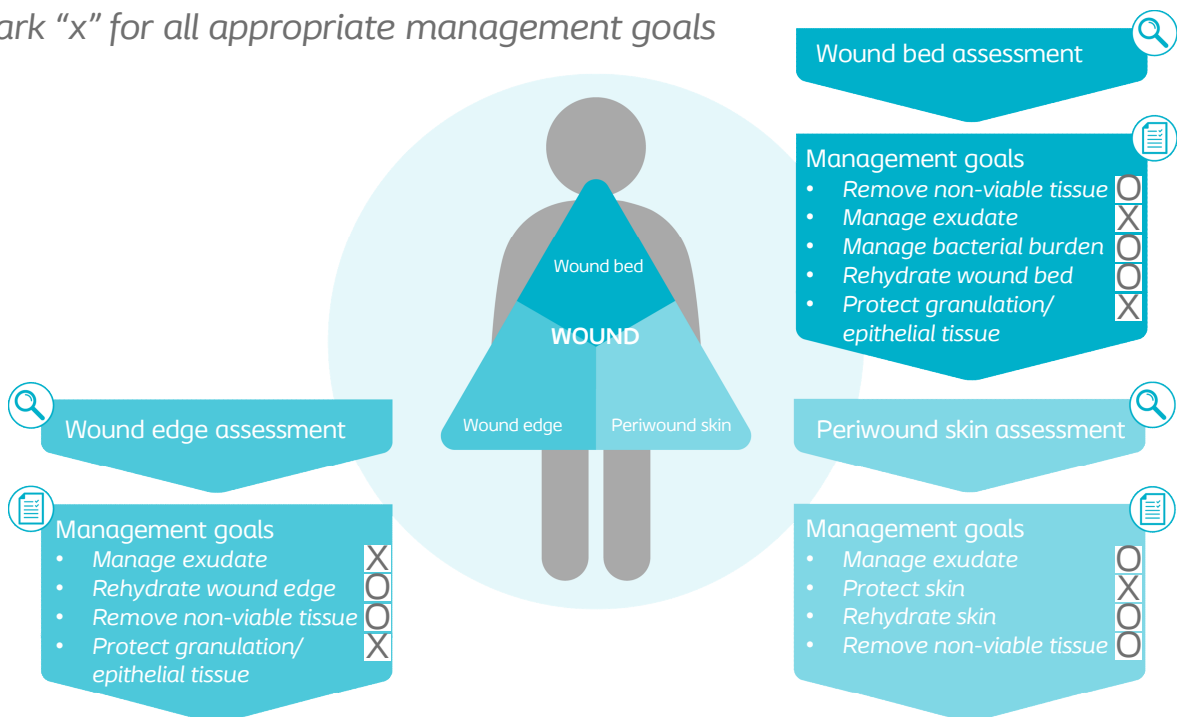 ark “x” for all appropriate management goals
Wound bed assessment
Management goals
• Remove non-viable tissue O
• Manage exudate X
• Manage bacterial burden O
• Rehydrate wound bed O
• Protect granulation/ X
epithelial tissue
Wound bed
WOUND
Wound edge
Periwound skin
Wound edge assessment
Management goals
• Manage exudate X
• Rehydrate wound edge O
• Remove non-viable tissue O
• Protect granulation/ X
epithelial tissue
Periwound skin assessment
Management goals
• Manage exudate O
• Protect skin X
• Rehydrate skin O
• Remove non-viable tissue O